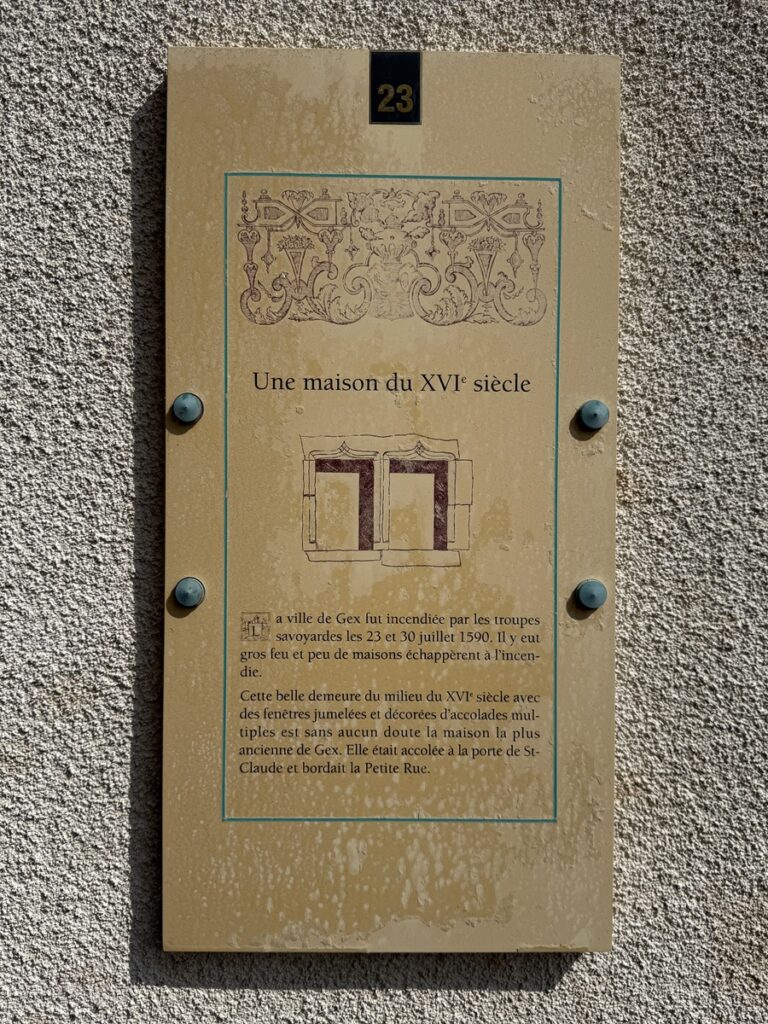 23
Une maison du XVIe siècle
La ville de Gex fut incendiée par les troupes
savoyardes les 23 et 30 juillet 1590. Il y eut
gros feu et peu de maisons échappèrent à l'incen-
die.
Cette belle demeure du milieu du XVIe siècle avec
des fenêtres jumelées et décorées d'accolades mul-
tiples est sans aucun doute la maison la plus
ancienne de Gex. Elle était accolée à la porte de St-
Claude et bordait la Petite Rue.